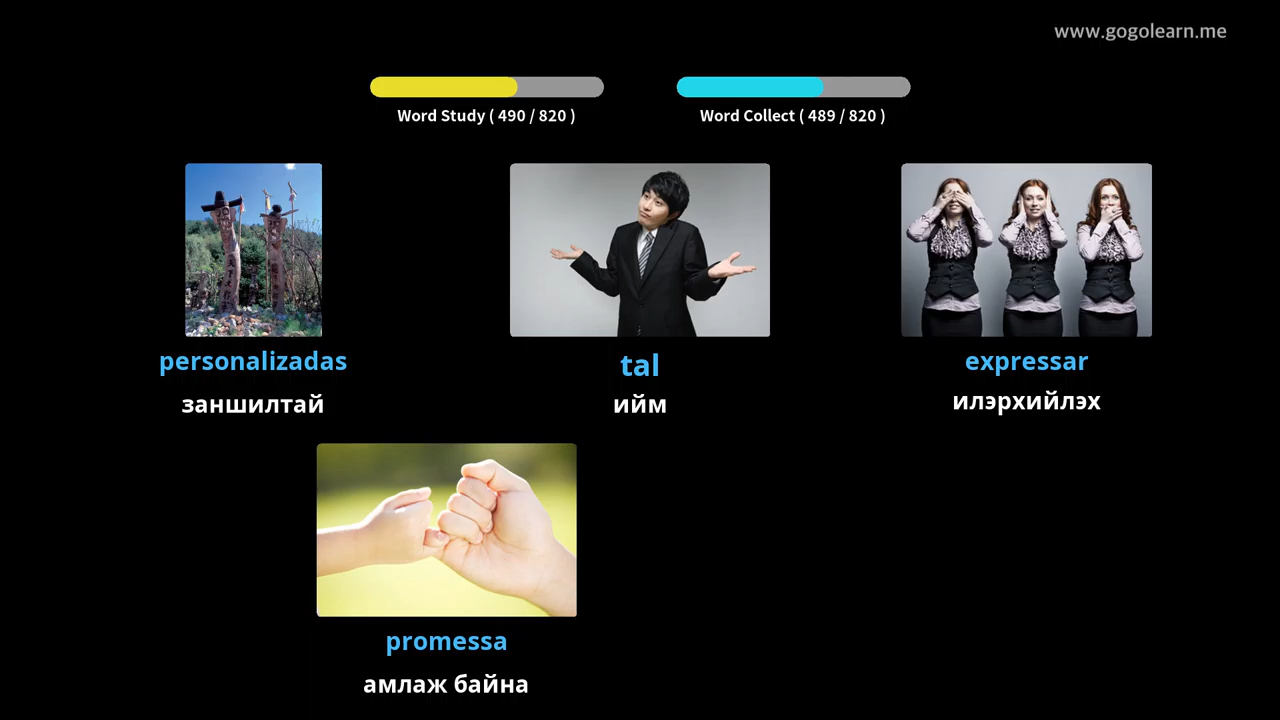 www.gogolearn.me
Word Study ( 490 / 820 )
Word Collect ( 489 / 820 )
personalizadas
заншилтай
tal
ийм
expressar
илэрхийлэх
promessa
амлаж байна